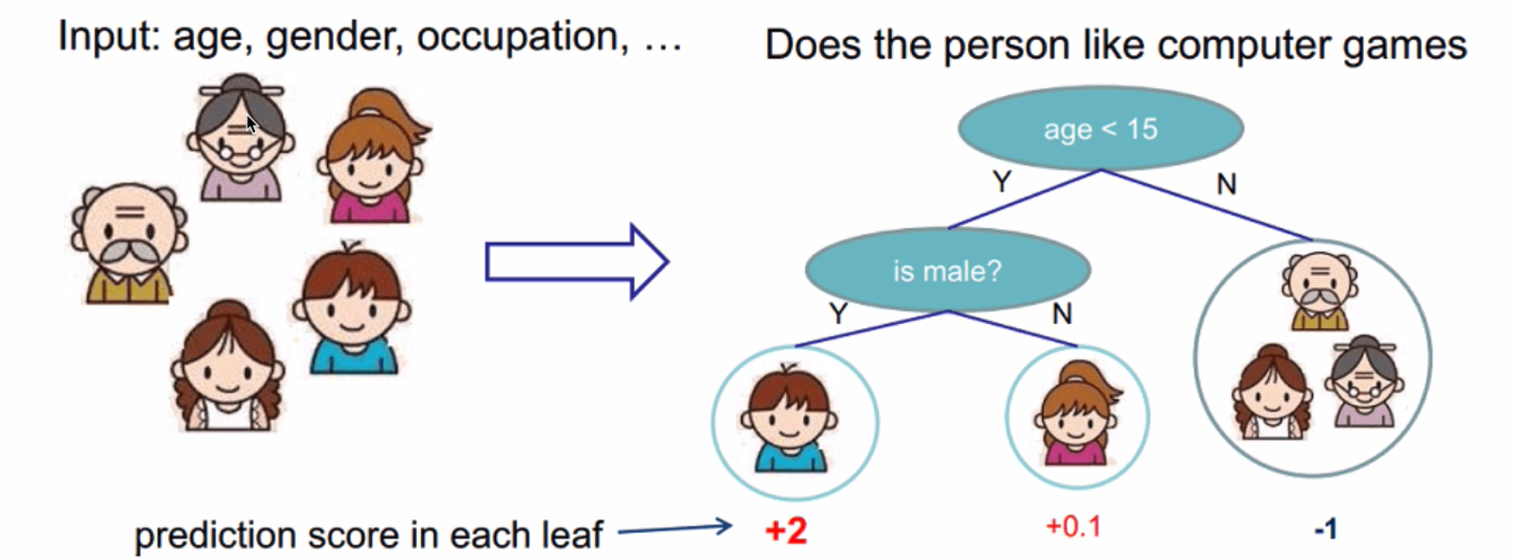 Input: age, gender, occupation, ...
Does the person like computer games
age < 15
Y
N
is male?
Y
N
prediction score in each leaf
+2
+0.1
-1